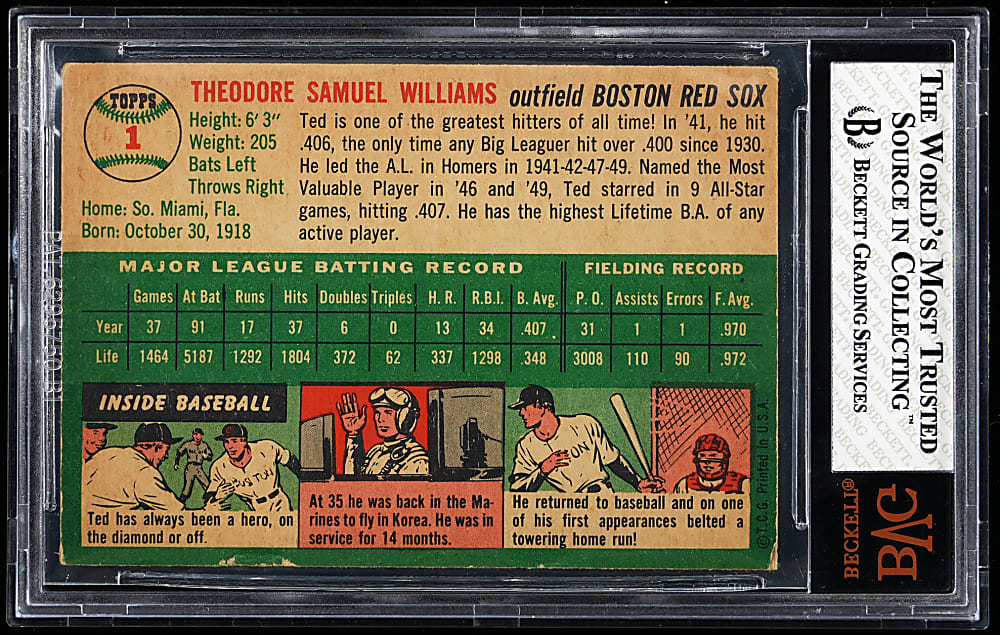 TOPPS
1
THEODORE SAMUEL WILLIAMS outfield BOSTON RED SOX
Height: 6' 3"
Weight: 205
Bats Left
Throws Right
Home: So. Miami, Fla.
Born: October 30, 1918
Ted is one of the greatest hitters of all time! In '41, he hit
.406, the only time any Big Leaguer hit over .400 since 1930.
He led the A.L. in Homers in 1941-42-47-49. Named the Most
Valuable Player in '46 and '49, Ted starred in 9 All-Star
games, hitting .407. He has the highest Lifetime B.A. of any
active player.
MAJOR LEAGUE BATTING RECORD FIELDING RECORD
Games At Bat Runs Hits Doubles Triples H. R. R.B.I. B. Avg. P. O. Assists Errors F. Avg.
Year 37 91 17 37 6 0 13 34 .407 31 1 1 .970
Life 1464 5187 1292 1804 372 62 337 1298 .348 3008 110 90 .972
INSIDE BASEBALL
Ted has always been a hero, on
the diamond or off.
At 35 he was back in the Ma-
rines to fly in Korea. He was in
service for 14 months.
He returned to baseball and on one
of his first appearances belted a
towering home run!
© T.C.G. Printed in U.S.A.
THE WORLD'S MOST TRUSTED
SOURCE IN COLLECTING™
B BECKETT GRADING SERVICES
BECKETT®
BVG